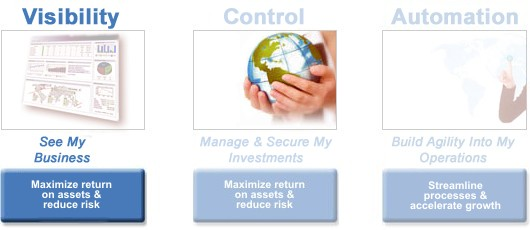 Visibility
See My
Business
Maximize return
on assets &
reduce risk
Control
Manage & Secure My
Investments
Maximize return
on assets &
reduce risk
Automation
Build Agility Into My
Operations
Streamline
processes &
accelerate growth